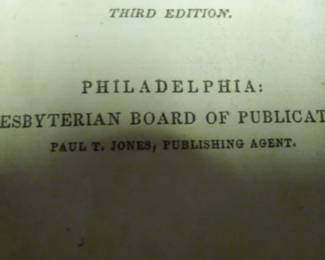 THIRD EDITION.
PHILADELPHIA:
ESBYTERIAN BOARD OF PUBLICAT
PAUL T. JONES, PUBLISHING AGENT.